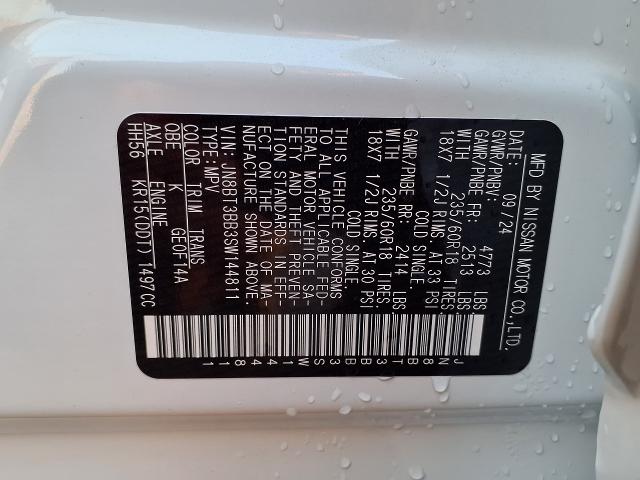 MFD BY NISSAN MOTOR CO.,LTD.
09/24
GVWR/PNBV: 4773 LBS
GAWR/PNBE FR: 2513 LBS
WITH 235/60R18 TIRES,
18X7 1/2J RIMS. AT 33 PSI
COLD SINGLE.
GAWR/PNBE RR: 2414 LBS
WITH 235/60R18 TIRES
18X7 1/2J RIMS. AT 30 PSI
COLD SINGLE.
THIS VEHICLE CONFORMS
TO ALL APPLICABLE FED-
ERAL MOTOR VEHICLE SA-
FETY AND THEFT PREVEN-
TION STANDARDS IN EFF-
ECT ON THE DATE OF MA
NUFACTURE SHOWN ABOVE.
VIN: JN8BT3BB3SW144811
TYPE:MPV
COLOR TRIM TRANS
QBE K GE0F14A
AXLE ENGINE
HH56 KR15(DDT) 1497CC
JN8BT3BB3SW144811